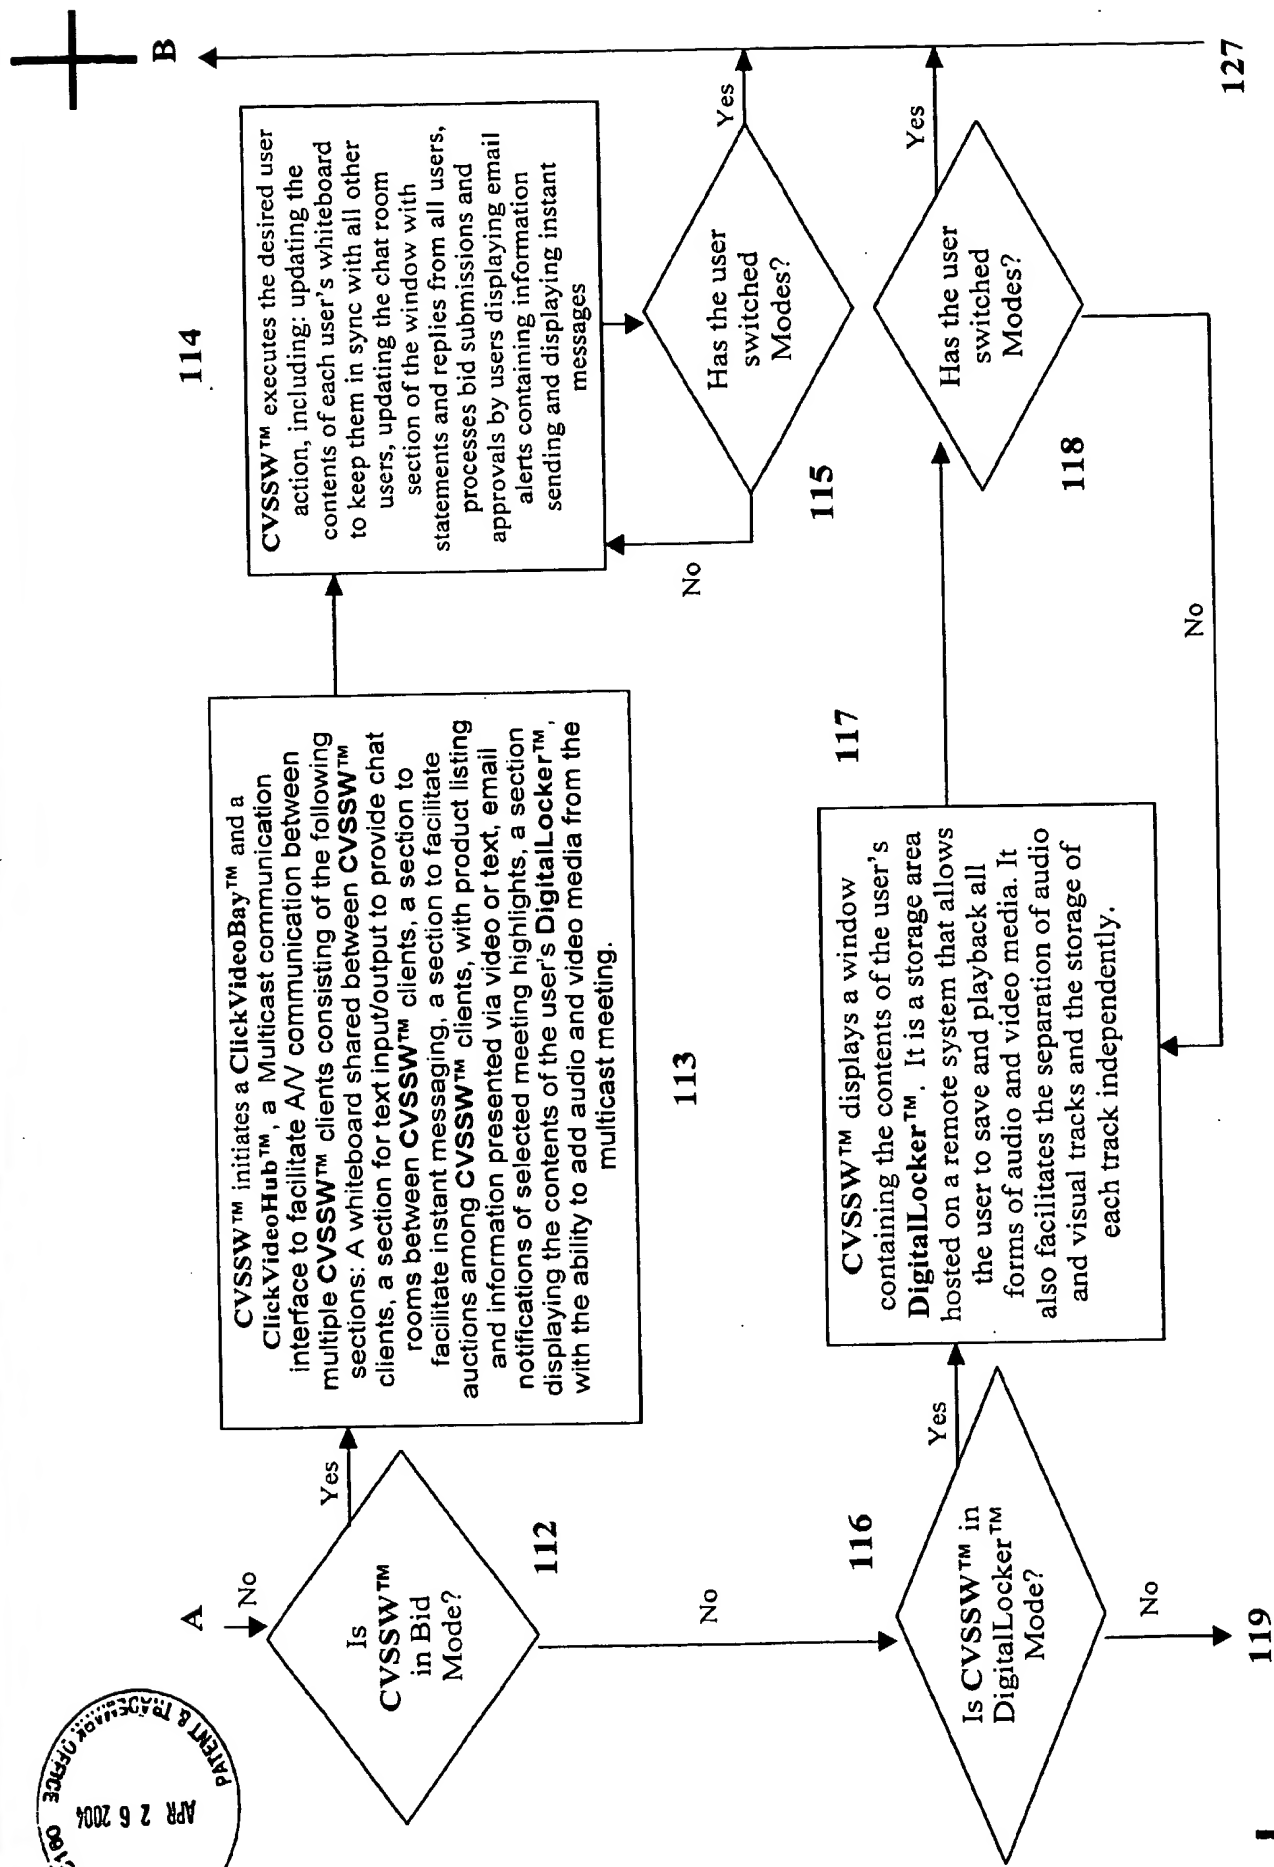 A
No
Is
CVSSW™
in Bid
Mode?
112
Yes
CVSSW™ initiates a ClickVideoBay™ and a
ClickVideoHub™, a Multicast communication
interface to facilitate A/V communication between
multiple CVSSW™ clients consisting of the following
sections: A whiteboard shared between CVSSW™
clients, a section for text input/output to provide chat
rooms between CVSSW™ clients, a section to
facilitate instant messaging, a section to facilitate
auctions among CVSSW™ clients, with product listing
and information presented via video or text, email
notifications of selected meeting highlights, a section
displaying the contents of the user's DigitalLocker™,
with the ability to add audio and video media from the
multicast meeting.
113
114
CVSSW™ executes the desired user
action, including: updating the
contents of each user's whiteboard
to keep them in sync with all other
users, updating the chat room
section of the window with
statements and replies from all users,
processes bid submissions and
approvals by users displaying email
alerts containing information
sending and displaying instant
messages
Has the user
switched
Modes?
115
No
Yes
B
No
116
Is CVSSW™ in
DigitalLocker™
Mode?
Yes
No
119
117
CVSSW™ displays a window
containing the contents of the user's
DigitalLocker™. It is a storage area
hosted on a remote system that allows
the user to save and playback all
forms of audio and video media. It
also facilitates the separation of audio
and visual tracks and the storage of
each track independently.
Has the user
switched
Modes?
118
Yes
No
127
PATENT & TRADEMARK OFFICE
APR 26 2004